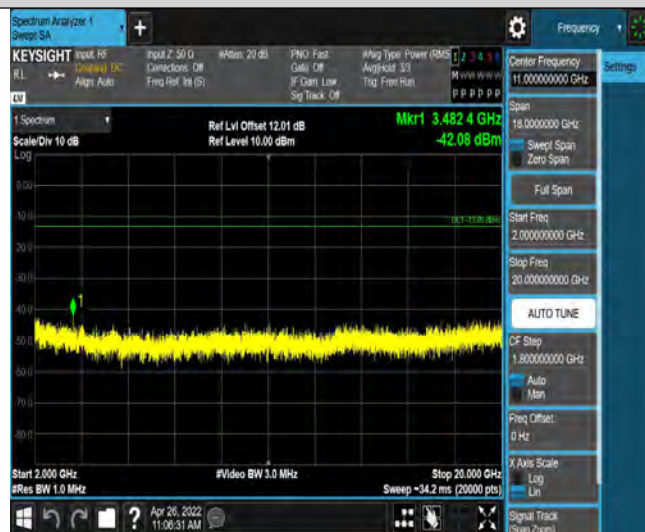 Spectrum Analyzer 1
Swept SA
Frequency
KEYSIGHT Input: RF Input Z: 50 Ω #Atten: 20 dB PNO: Fast #Avg Type: Power (RMS 1 2 3 4 5 6
RL Coupling: DC Corrections: Off Gate: Off Avg|Hold: 3/3 M W W W W W
Align: Auto Freq Ref: Int (S) IF Gain: Low Trig: Free Run
Sig Track: Off P P P P P P
LV
1 Spectrum
Ref Lvl Offset 12.01 dB
Mkr1 3.482 4 GHz
Scale/Div 10 dB
Ref Level 10.00 dBm
-42.08 dBm
Log
0.00
-10.0
-20.0
-30.0
-40.0
-50.0
-60.0
-70.0
-80.0
1
Start 2.000 GHz
#Video BW 3.0 MHz
Stop 20.000 GHz
#Res BW 1.0 MHz
Sweep ~34.2 ms (20000 pts)
Apr 26, 2022
11:06:31 AM
?
Center Frequency
11.000000000 GHz
Settings
Span
18.0000000 GHz
Swept Span
Zero Span
Full Span
Start Freq
2.000000000 GHz
Stop Freq
20.000000000 GHz
AUTO TUNE
CF Step
1.800000000 GHz
Auto
Man
Freq Offset
0 Hz
X Axis Scale
Log
Lin
Signal Track
(Span Zoom)